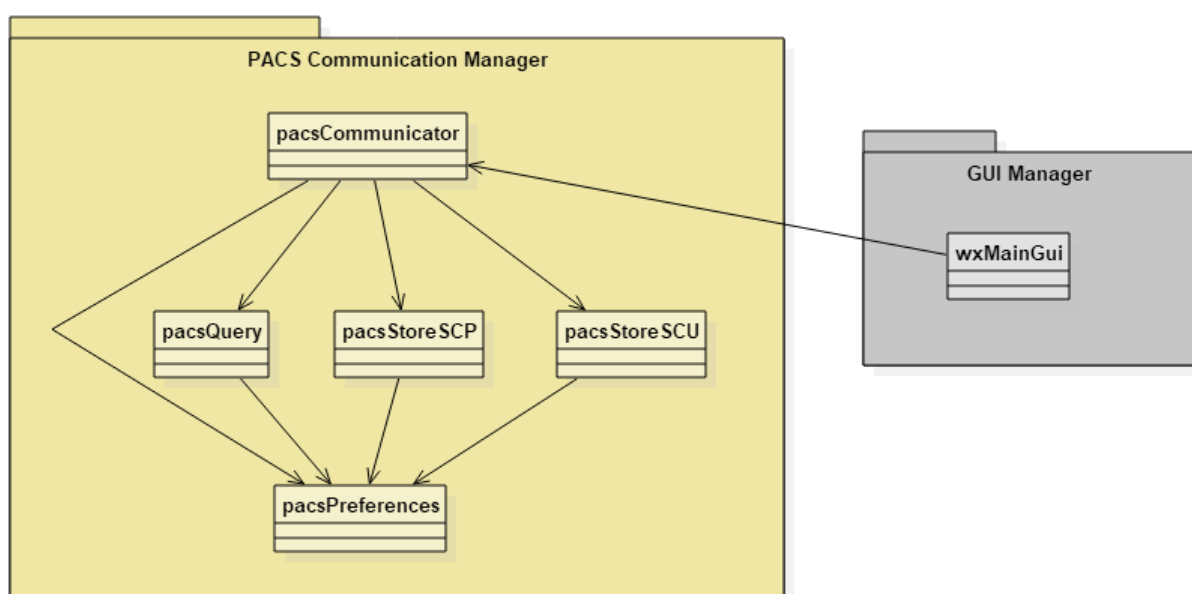 PACS Communication Manager
pacsCommunicator
GUI Manager
wxMainGui
pacsQuery
pacsStoreSCP
pacsStoreSCU
pacsPreferences